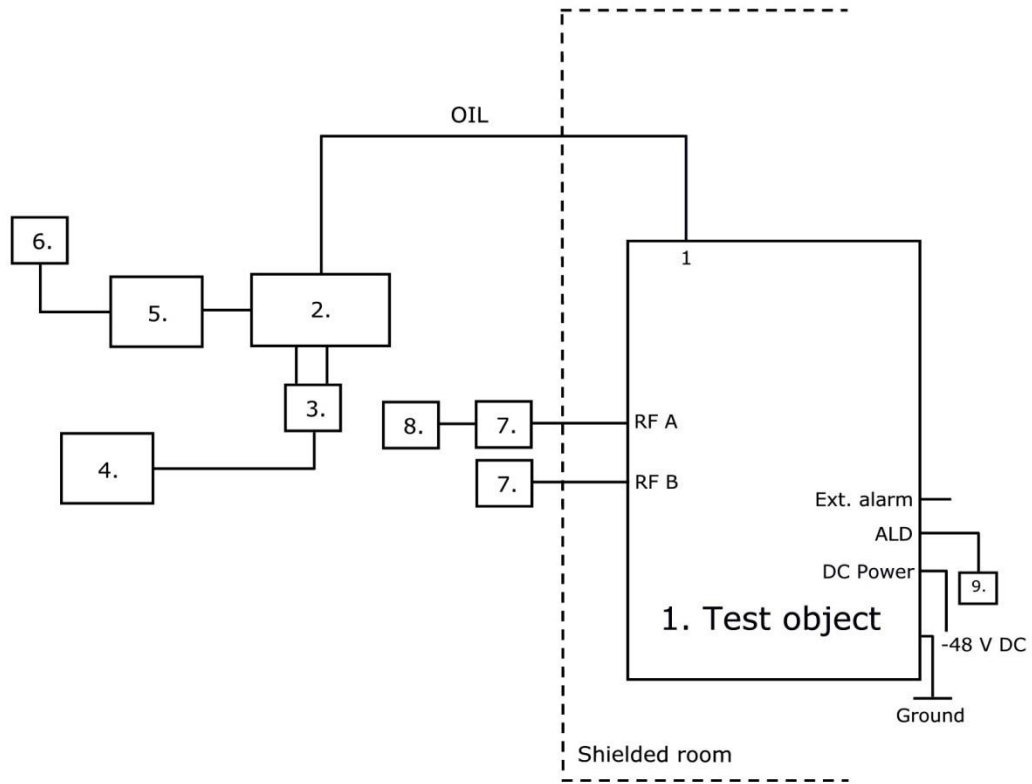 OIL
6.
1
5.
2.
3.
8.
7.
RF A
4.
7.
RF B
Ext. alarm
ALD
DC Power
9.
1. Test object
-48 V DC
Ground
Shielded room